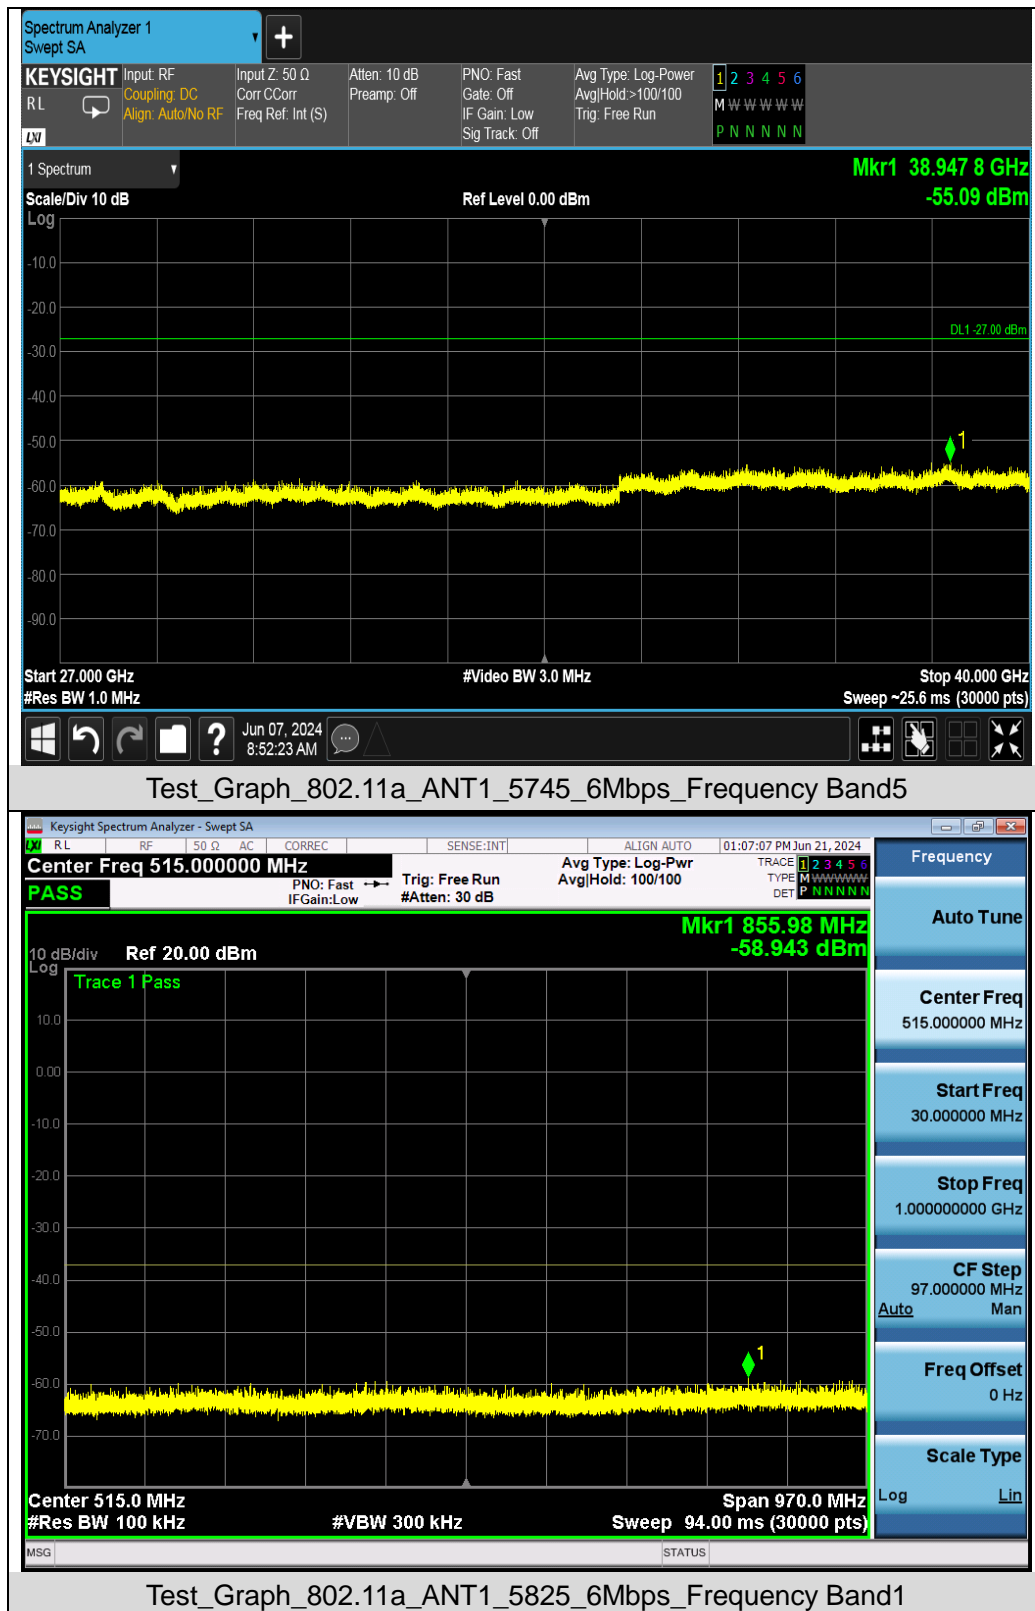 Spectrum Analyzer 1
Swept SA
KEYSIGHT
RL
LXI
Input: RF
Coupling: DC
Align: Auto/No RF
Input Z: 50 Ω
Corr CCorr
Freq Ref: Int (S)
Atten: 10 dB
Preamp: Off
PNO: Fast
Gate: Off
IF Gain: Low
Sig Track: Off
Avg Type: Log-Power
Avg|Hold:>100/100
Trig: Free Run
1 2 3 4 5 6
M W W W W W
P N N N N N
1 Spectrum
Mkr1 38.947 8 GHz
-55.09 dBm
Scale/Div 10 dB
Ref Level 0.00 dBm
Log
-10.0
-20.0
DL1 -27.00 dBm
-30.0
-40.0
-50.0
1
-60.0
-70.0
-80.0
-90.0
Start 27.000 GHz
#Video BW 3.0 MHz
Stop 40.000 GHz
#Res BW 1.0 MHz
Sweep ~25.6 ms (30000 pts)
?
Jun 07, 2024
8:52:23 AM
Test_Graph_802.11a_ANT1_5745_6Mbps_Frequency Band5
Keysight Spectrum Analyzer - Swept SA
LXI RL RF 50 Ω AC CORREC SENSE:INT ALIGN AUTO 01:07:07 PM Jun 21, 2024
Center Freq 515.000000 MHz
PASS
PNO: Fast
IFGain:Low
Trig: Free Run
#Atten: 30 dB
Avg Type: Log-Pwr
Avg|Hold: 100/100
TRACE 1 2 3 4 5 6
TYPE M W W W W W
DET P N N N N N
Mkr1 855.98 MHz
-58.943 dBm
10 dB/div
Log
Ref 20.00 dBm
Trace 1 Pass
10.0
0.00
-10.0
-20.0
-30.0
-40.0
-50.0
1
-60.0
-70.0
Center 515.0 MHz
Span 970.0 MHz
#Res BW 100 kHz
#VBW 300 kHz
Sweep 94.00 ms (30000 pts)
MSG
STATUS
Frequency
Auto Tune
Center Freq
515.000000 MHz
Start Freq
30.000000 MHz
Stop Freq
1.000000000 GHz
CF Step
97.000000 MHz
Auto Man
Freq Offset
0 Hz
Scale Type
Log Lin
Test_Graph_802.11a_ANT1_5825_6Mbps_Frequency Band1